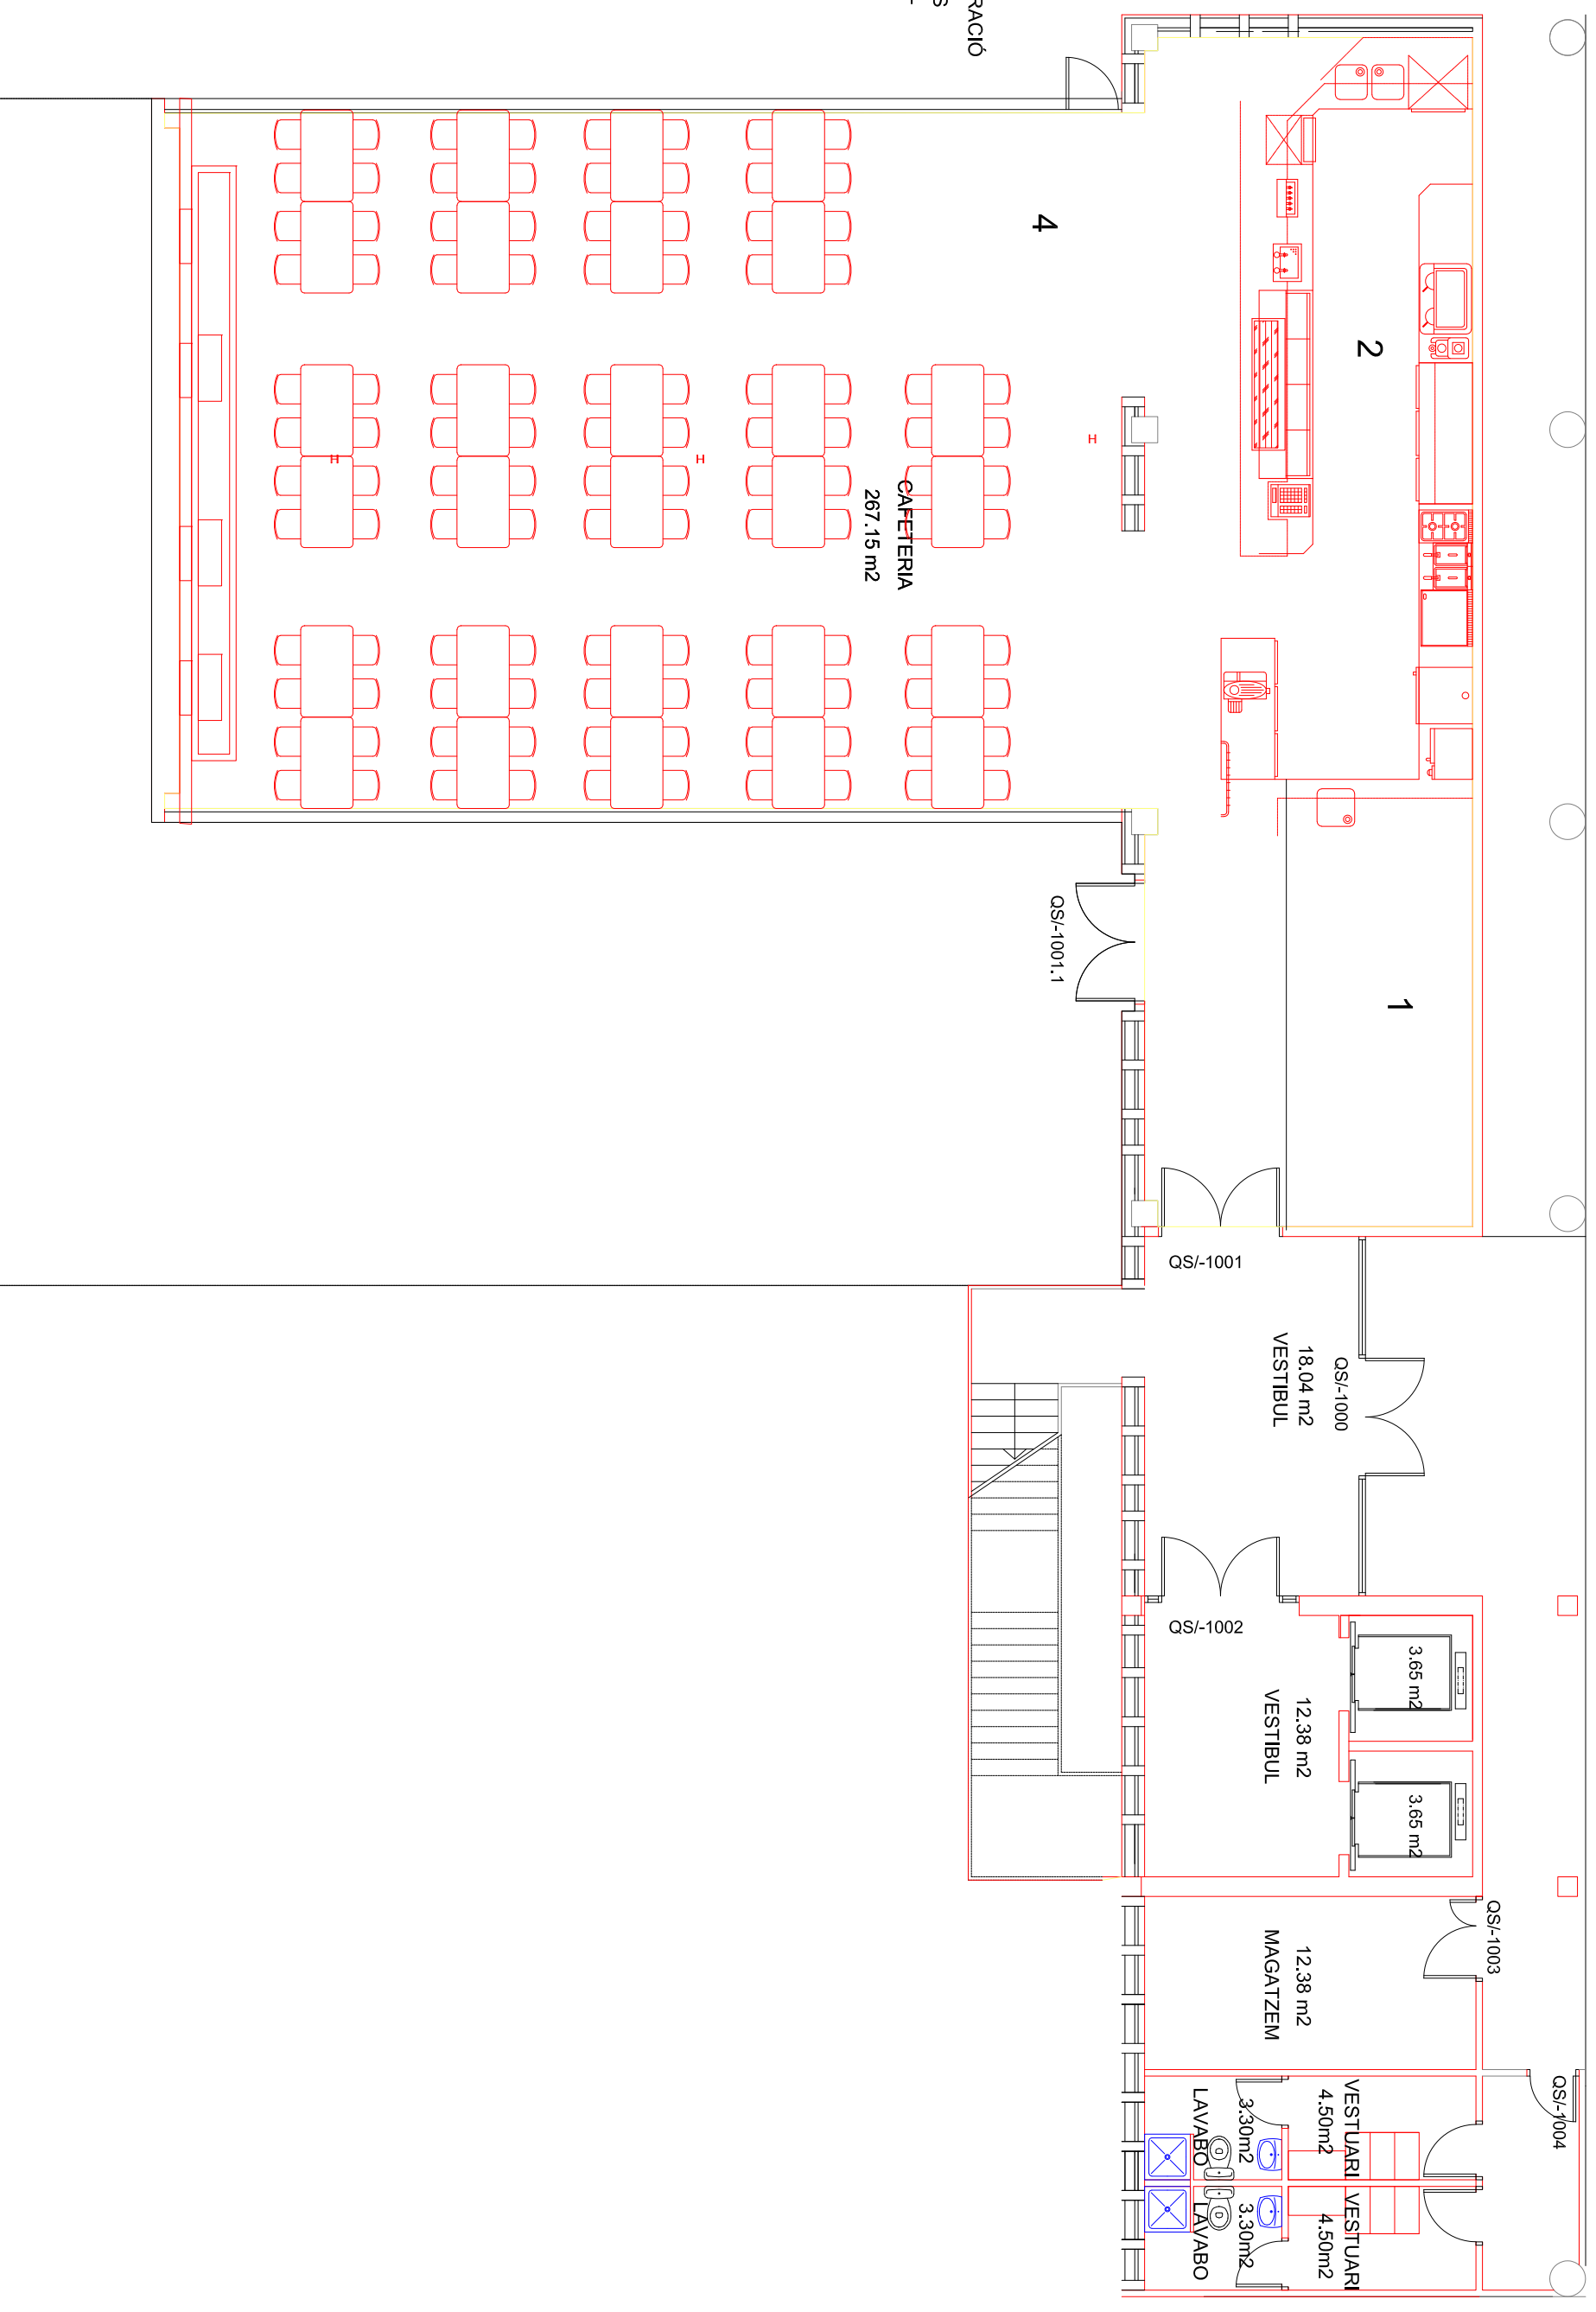 RACIÓ
S
4
2
H
H
H
CAFETERIA
267.15 m2
1
QS/-1001.1
QS/-1001
QS/-1000
18.04 m2
VESTIBUL
QS/-1002
3.65 m2
12.38 m2
VESTIBUL
3.65 m2
QS/-1003
12.38 m2
MAGATZEM
QS/-1004
VESTUARI
4.50m2
3.30m2
LAVABO
VESTUARI
4.50m2
3.30m2
LAVABO